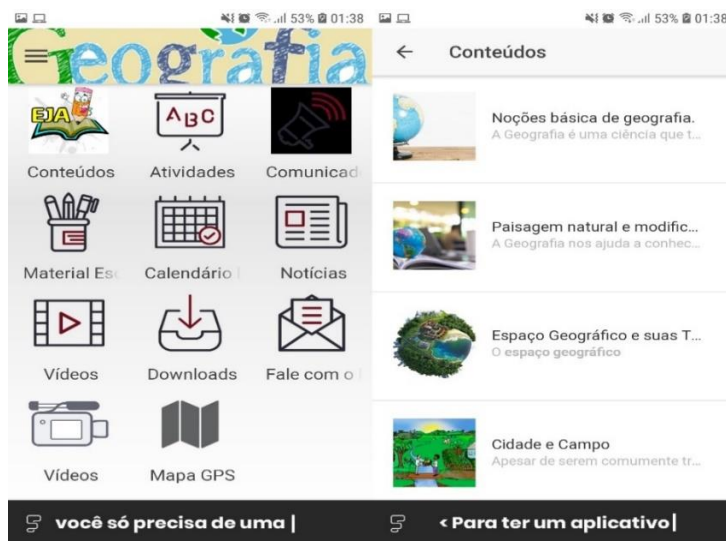 53% 01:38
Geografia
EJA
ABC
Conteúdos Atividades Comunicad
Material Es Calendário Notícias
Vídeos Downloads Fale com o
Vídeos Mapa GPS
você só precisa de uma |
53% 01:38
← Conteúdos
Noções básica de geografia.
A Geografia é uma ciência que t...
Paisagem natural e modific...
A Geografia nos ajuda a conhec...
Espaço Geográfico e suas T...
O espaço geográfico
Cidade e Campo
Apesar de serem comumente tr...
< Para ter um aplicativo|